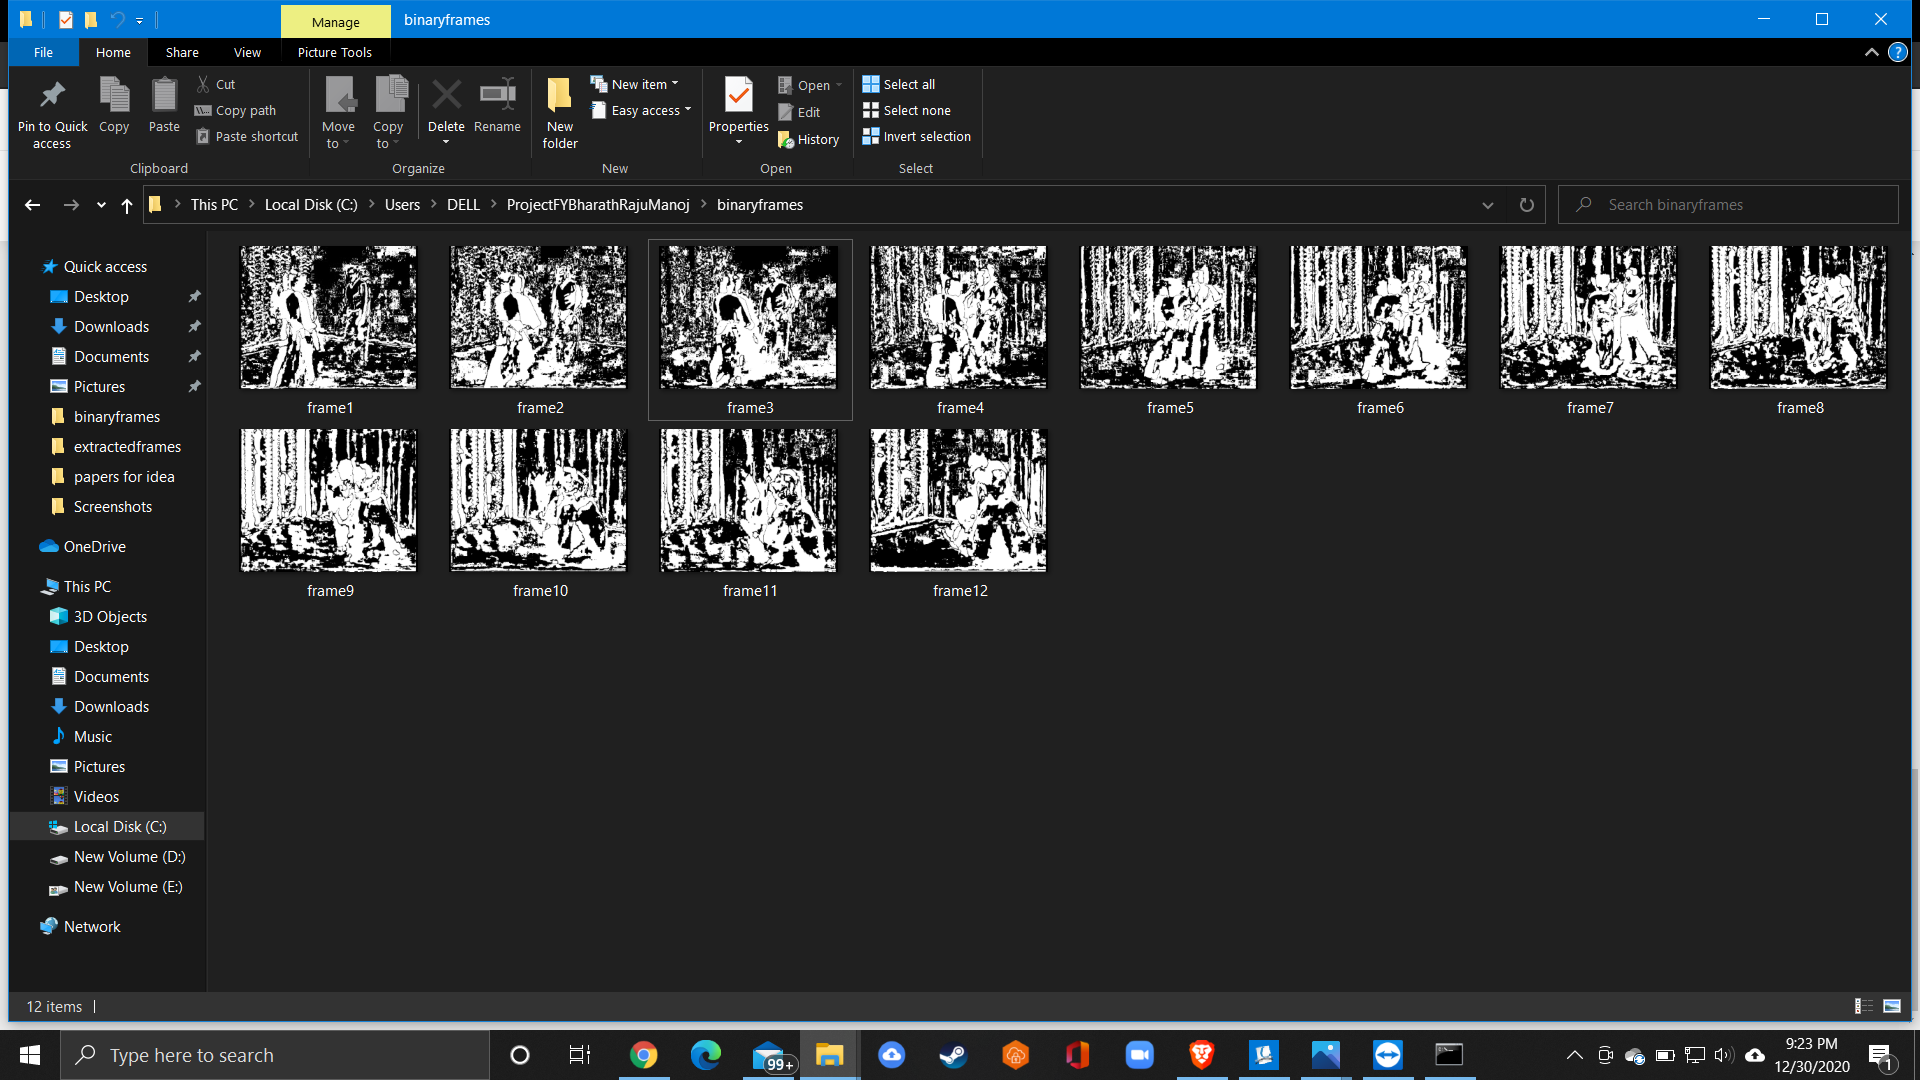 Manage
binaryframes
File
Home
Share
View
Picture Tools
Pin to Quick access
Copy
Paste
Cut
Copy path
Paste shortcut
Clipboard
Move to
Copy to
Delete
Rename
Organize
New folder
New item
Easy access
New
Properties
Open
Edit
History
Open
Select all
Select none
Invert selection
Select
This PC
Local Disk (C:)
Users
DELL
ProjectFYBharathRajuManoj
binaryframes
Search binaryframes
Quick access
Desktop
Downloads
Documents
Pictures
binaryframes
extractedframes
papers for idea
Screenshots
OneDrive
This PC
3D Objects
Desktop
Documents
Downloads
Music
Pictures
Videos
Local Disk (C:)
New Volume (D:)
New Volume (E:)
Network
frame1
frame2
frame3
frame4
frame5
frame6
frame7
frame8
frame9
frame10
frame11
frame12
12 items
Type here to search
99+
9:23 PM
12/30/2020
1